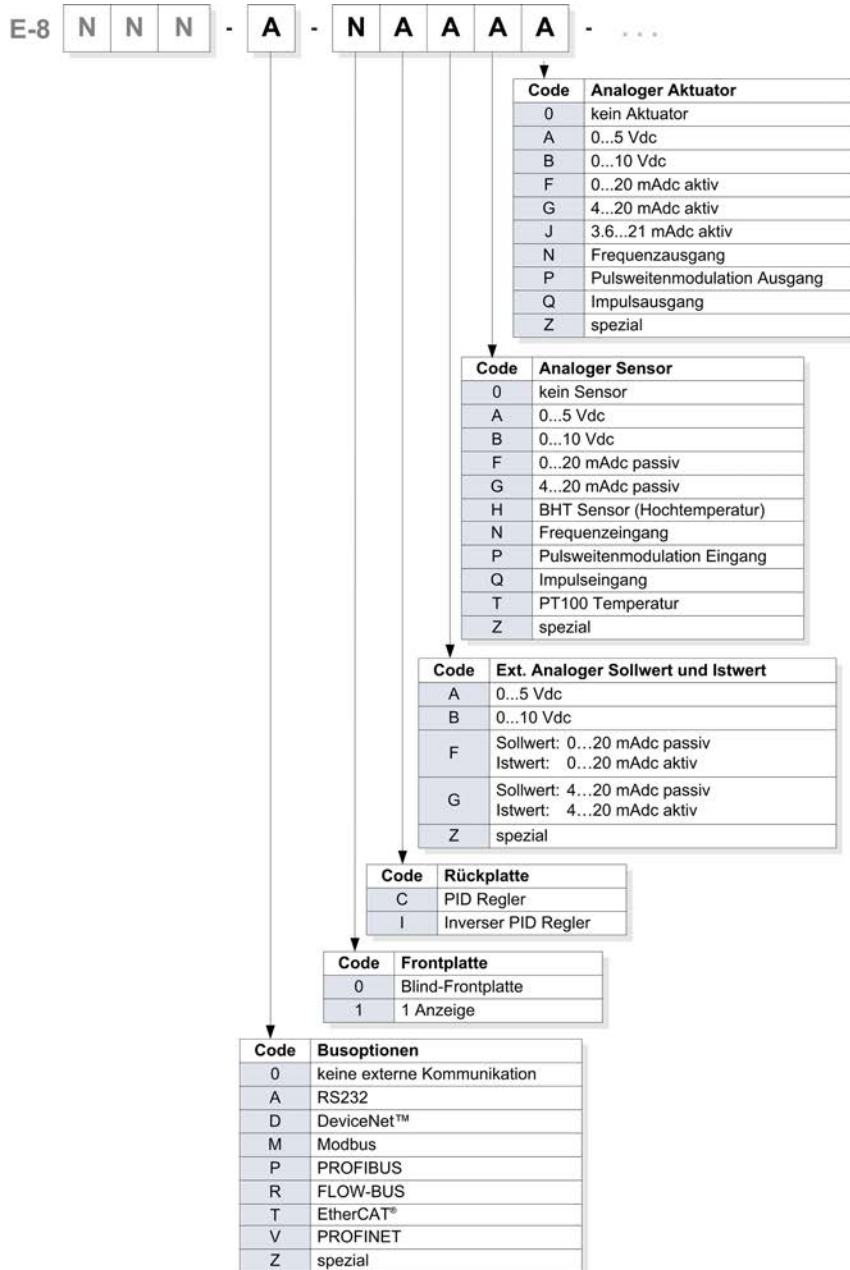 E-8 N N N - A - N A A A A - . . .
Code Analoger Aktuator
0 kein Aktuator
A 0...5 Vdc
B 0...10 Vdc
F 0...20 mAdc aktiv
G 4...20 mAdc aktiv
J 3.6...21 mAdc aktiv
N Frequenzausgang
P Pulsweitenmodulation Ausgang
Q Impulsausgang
Z spezial
Code Analoger Sensor
0 kein Sensor
A 0...5 Vdc
B 0...10 Vdc
F 0...20 mAdc passiv
G 4...20 mAdc passiv
H BHT Sensor (Hochtemperatur)
N Frequenzeingang
P Pulsweitenmodulation Eingang
Q Impulseingang
T PT100 Temperatur
Z spezial
Code Ext. Analoger Sollwert und Istwert
A 0...5 Vdc
B 0...10 Vdc
F Sollwert: 0...20 mAdc passiv
Istwert: 0...20 mAdc aktiv
G Sollwert: 4...20 mAdc passiv
Istwert: 4...20 mAdc aktiv
Z spezial
Code Rückplatte
C PID Regler
I Inverser PID Regler
Code Frontplatte
0 Blind-Frontplatte
1 1 Anzeige
Code Busoptionen
0 keine externe Kommunikation
A RS232
D DeviceNet™
M Modbus
P PROFIBUS
R FLOW-BUS
T EtherCAT®
V PROFINET
Z spezial